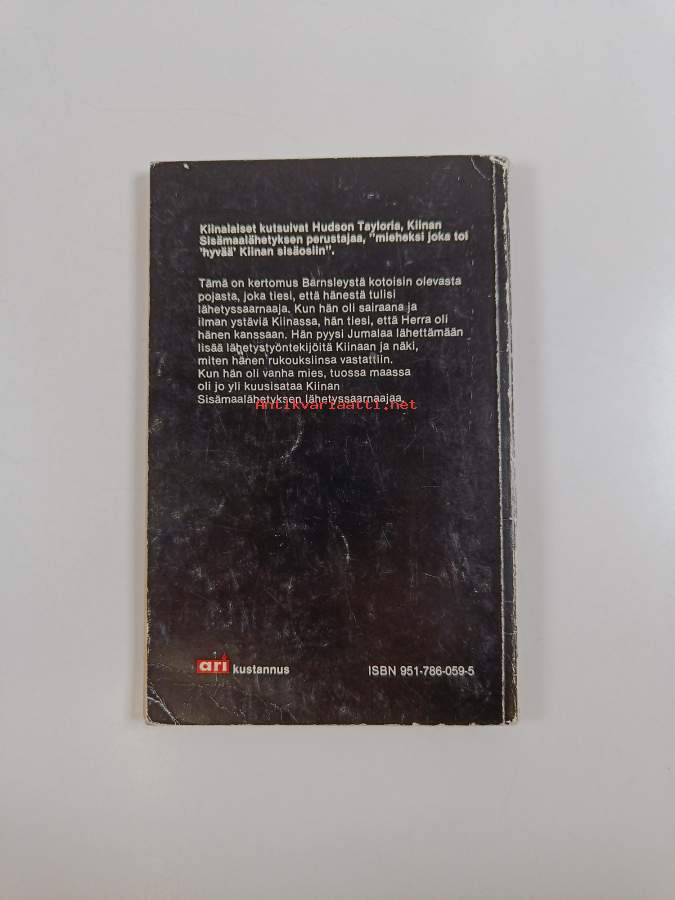 Kiinalaiset kutsuivat Hudson Tayloria, Kiinan
Sisämaalähetyksen perustajaa, "mieheksi joka toi
'hyvää' Kiinan sisäosiin".
Tämä on kertomus Barnsleystä kotoisin olevasta
pojasta, joka tiesi, että hänestä tulisi
lähetyssaarnaaja. Kun hän oli sairaana ja
ilman ystäviä Kiinassa, hän tiesi, että Herra oli
hänen kanssaan. Hän pyysi Jumalaa lähettämään
lisää lähetystyöntekijöitä Kiinaan ja näki,
miten hänen rukouksiinsa vastattiin.
Kun hän oli vanha mies, tuossa maassa
oli jo yli kuusisataa Kiinan
Sisämaalähetyksen lähetyssaarnaajaa.
Antikvariaatti.net
ari kustannus
ISBN 951-786-059-5